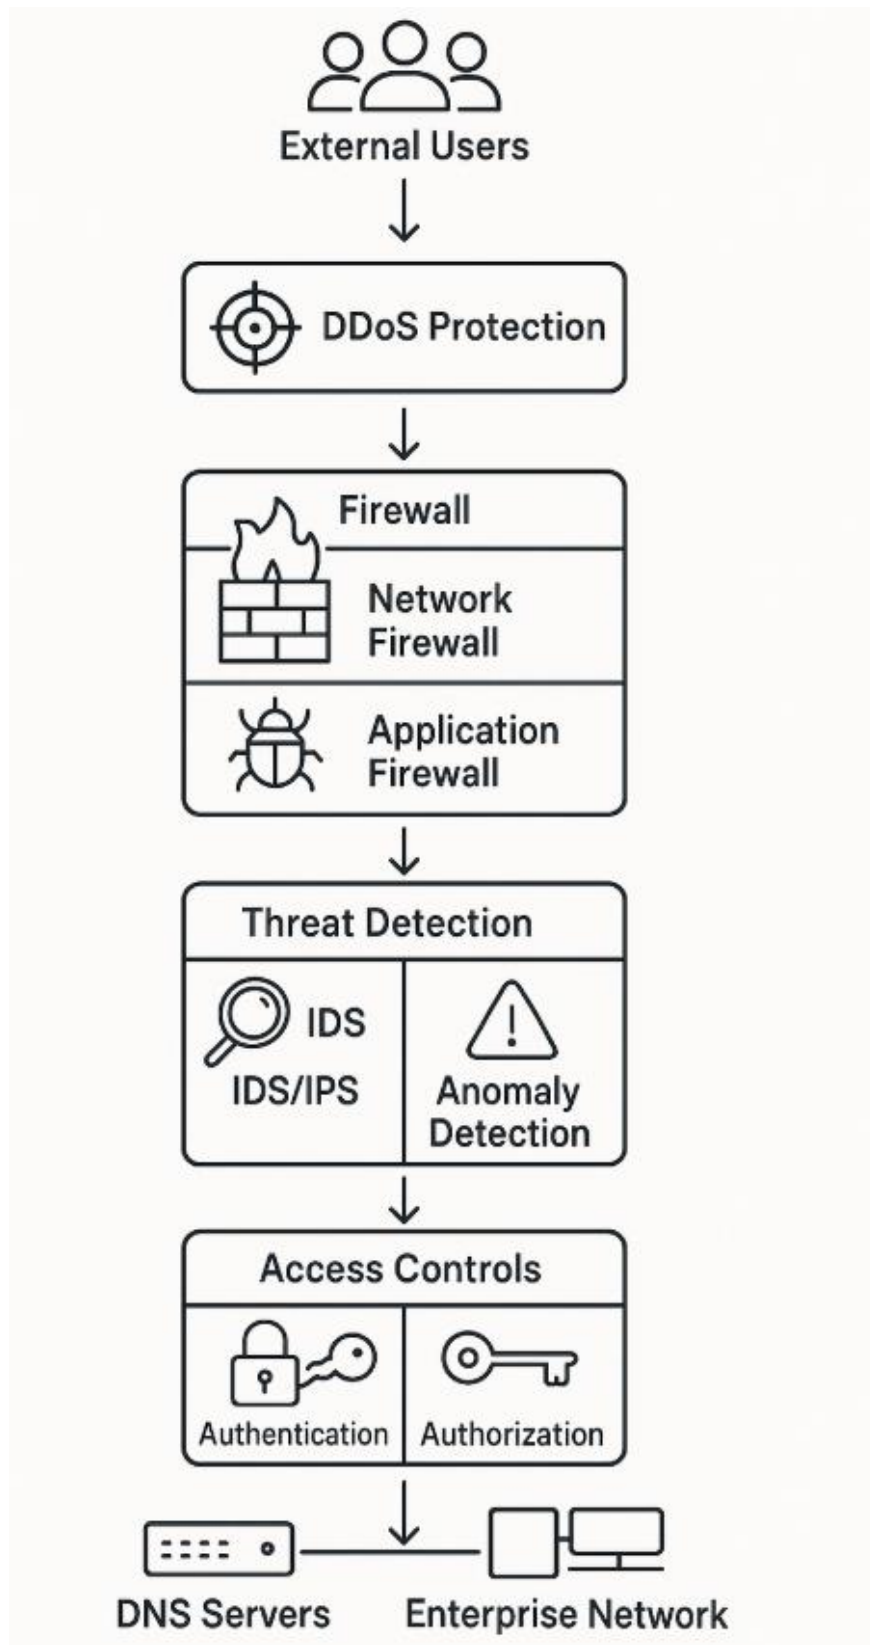 External Users
DDoS Protection
Firewall
Network
Firewall
Application
Firewall
Threat Detection
IDS
IDS/IPS
Anomaly
Detection
Access Controls
Authentication
Authorization
DNS Servers
Enterprise Network